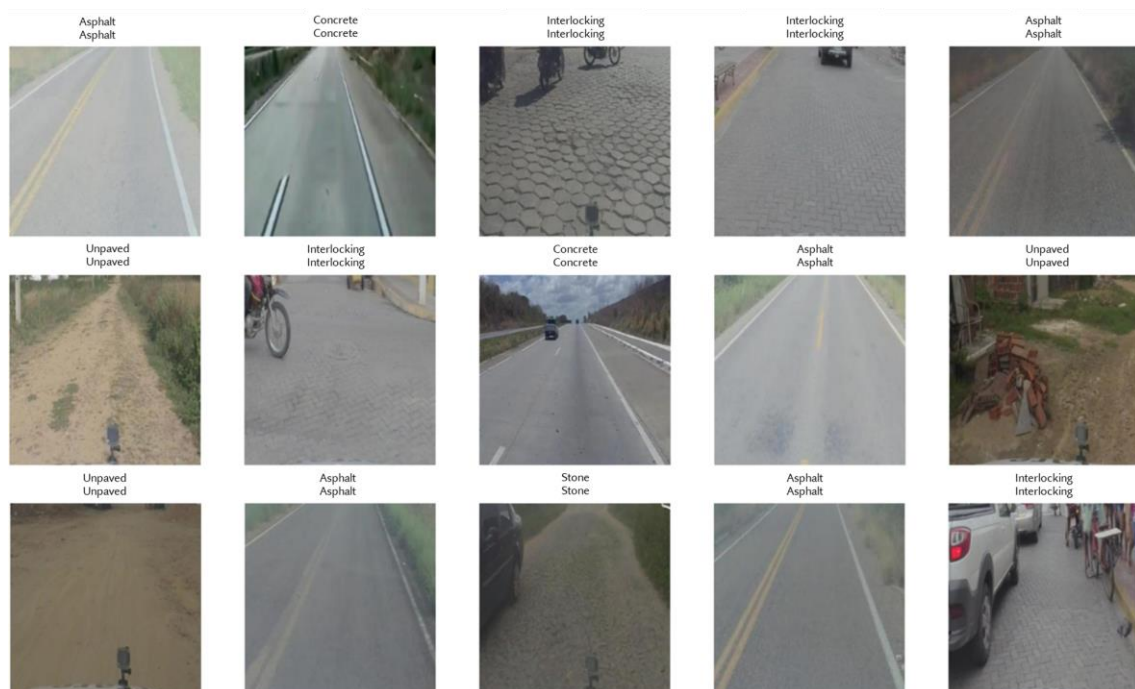 Asphalt
Asphalt
Concrete
Concrete
Interlocking
Interlocking
Interlocking
Interlocking
Asphalt
Asphalt
Unpaved
Unpaved
Interlocking
Interlocking
Concrete
Concrete
Asphalt
Asphalt
Unpaved
Unpaved
Unpaved
Unpaved
Asphalt
Asphalt
Stone
Stone
Asphalt
Asphalt
Interlocking
Interlocking